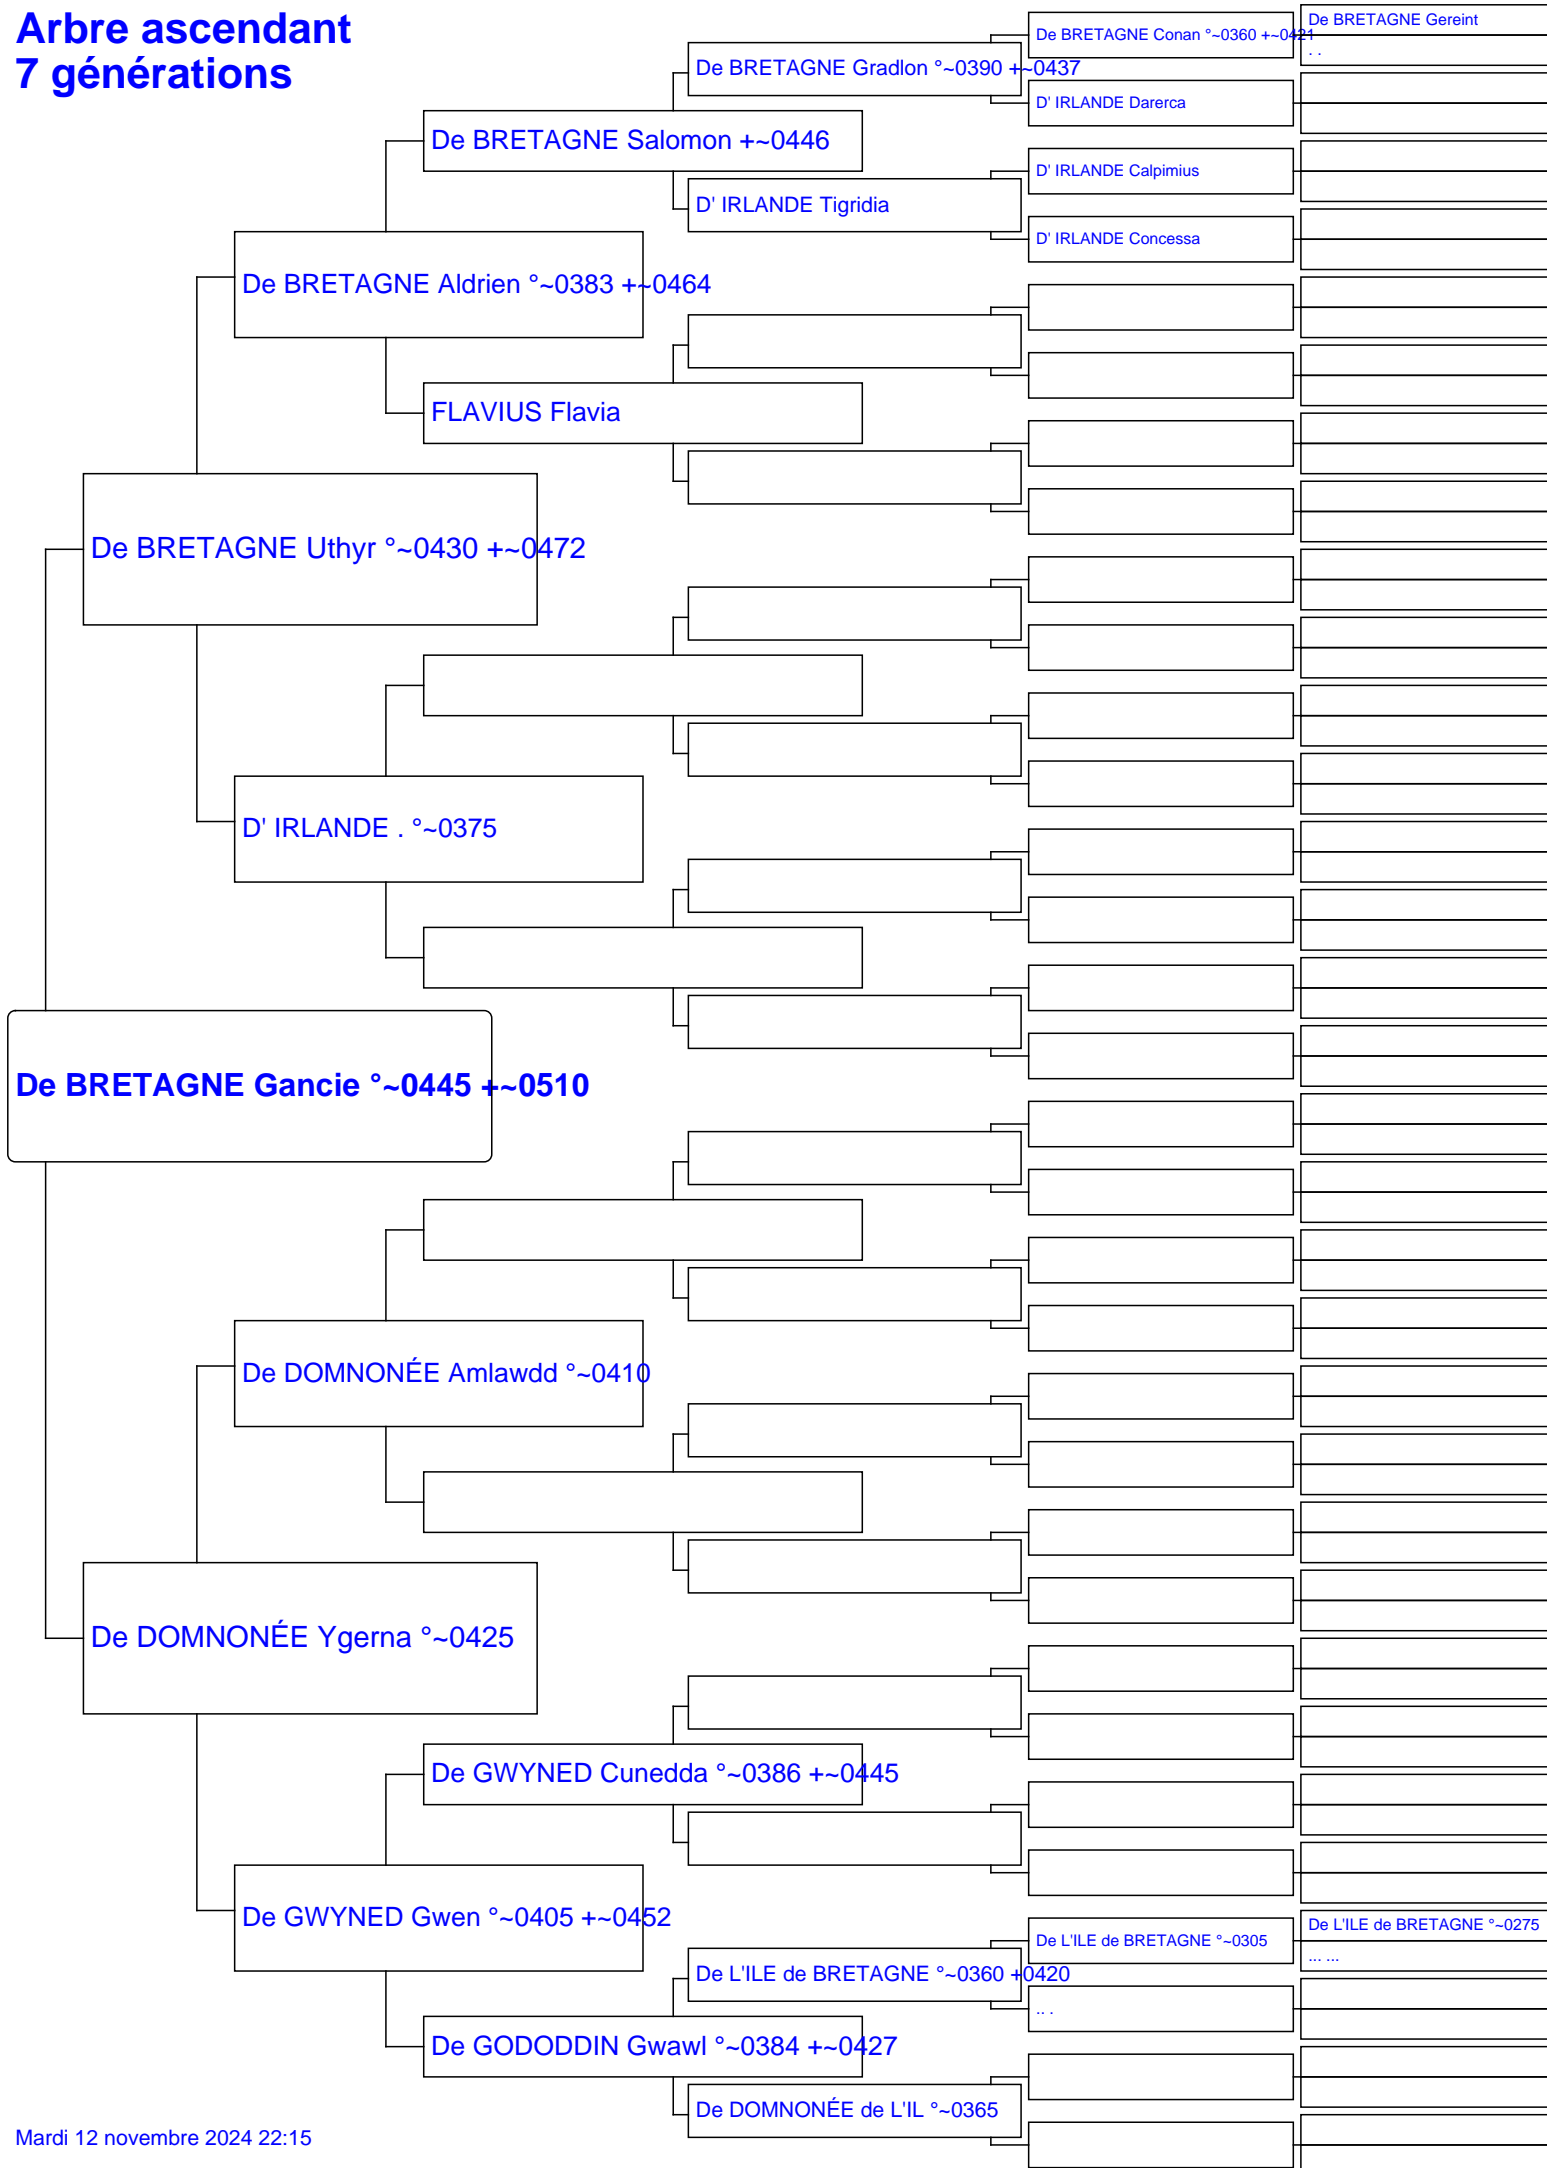 Arbre ascendant
7 générations
De BRETAGNE Conan °~0360 +~0421
De BRETAGNE Gereint
. .
De BRETAGNE Gradlon °~0390 +~0437
D' IRLANDE Darerca
De BRETAGNE Salomon +~0446
D' IRLANDE Calpimius
D' IRLANDE Tigridia
D' IRLANDE Concessa
De BRETAGNE Aldrien °~0383 +~0464
FLAVIUS Flavia
De BRETAGNE Uthyr °~0430 +~0472
D' IRLANDE . °~0375
De BRETAGNE Gancie °~0445 +~0510
De DOMNONÉE Amlawdd °~0410
De DOMNONÉE Ygerna °~0425
De GWYNED Cunedda °~0386 +~0445
De GWYNED Gwen °~0405 +~0452
De L'ILE de BRETAGNE °~0275
De L'ILE de BRETAGNE °~0305
... ...
De L'ILE de BRETAGNE °~0360 +0420
.. .
De GODODDIN Gwawl °~0384 +~0427
De DOMNONÉE de L'IL °~0365
Mardi 12 novembre 2024 22:15